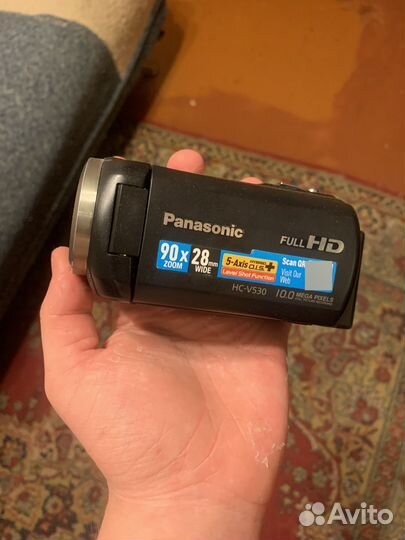 Panasonic
FULL HD
90x ZOOM
28mm WIDE
5-Axis HYBRID O.I.S.+
Level Shot Function
Scan QR
Visit Our
Web
HC-V530
10.0 MEGA PIXELS
Avito